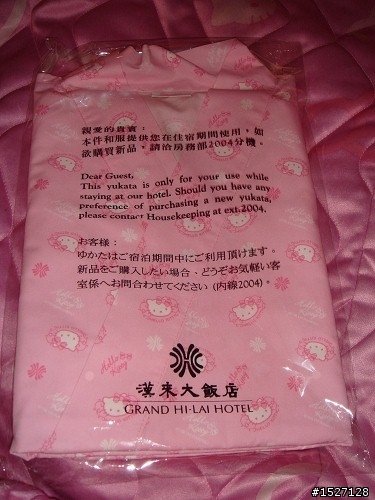 親愛的貴賓：
本件和服提供您在住宿期間使用，如
欲購買新品，請洽房務部2004分機。
Dear Guest,
This yukata is only for your use while
staying at our hotel. Should you have any
preference of purchasing a new yukata,
please contact Housekeeping at ext.2004.
お客様：
ゆかたはご宿泊期間中にご利用頂けます。
新品をご購入したい場合、どうぞお気軽い客
室係へお問合わせてください (内線2004)。
漢來大飯店
GRAND HI-LAI HOTEL
Hello Kitty
#1527128